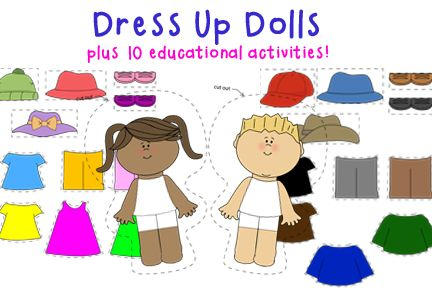 Dress Up Dolls
plus 10 educational activities!
cut out
cut out